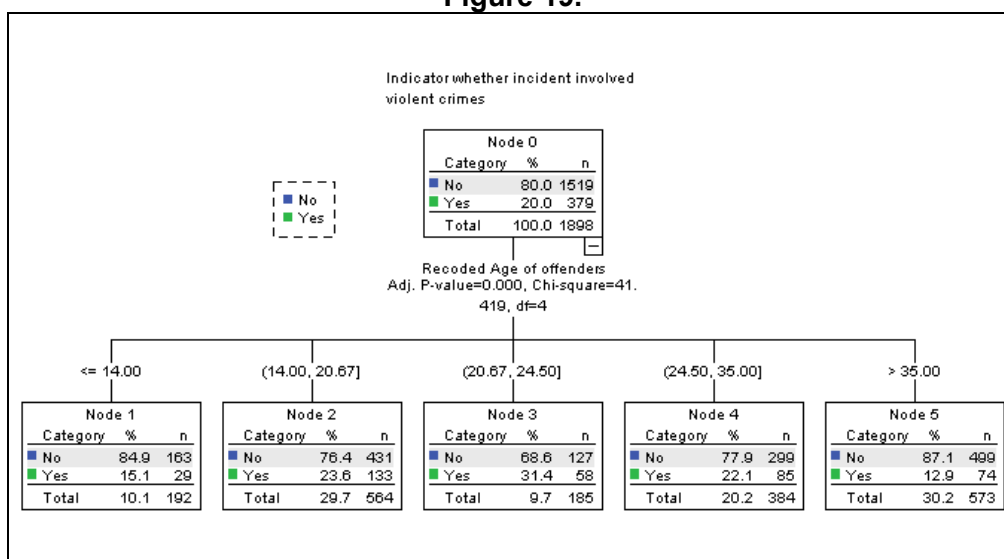 Figure 19.
Indicator whether incident involved
violent crimes
Node 0
Category % n
No 80.0 1519
Yes 20.0 379
Total 100.0 1898
No
Yes
Recoded Age of offenders
Adj. P-value=0.000, Chi-square=41.
419, df=4
<= 14.00
(14.00, 20.67]
(20.67, 24.50]
(24.50, 35.00]
> 35.00
Node 1
Category % n
No 84.9 163
Yes 15.1 29
Total 10.1 192
Node 2
Category % n
No 76.4 431
Yes 23.6 133
Total 29.7 564
Node 3
Category % n
No 68.6 127
Yes 31.4 58
Total 9.7 185
Node 4
Category % n
No 77.9 299
Yes 22.1 85
Total 20.2 384
Node 5
Category % n
No 87.1 499
Yes 12.9 74
Total 30.2 573